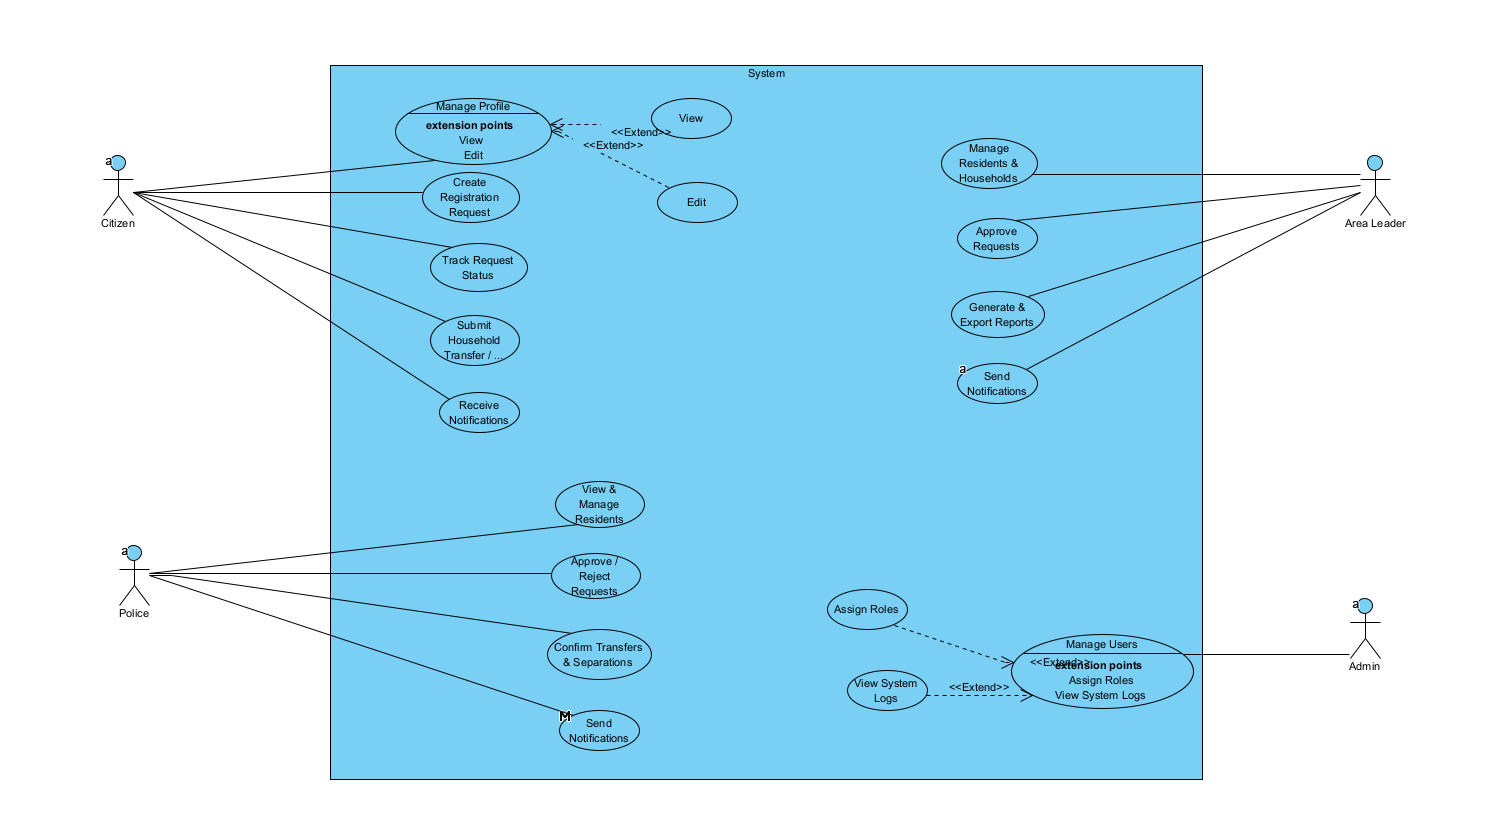 System
Manage Profile
extension points
View
Edit
<<Extend>>
<<Extend>>
View
Edit
a
Citizen
Create
Registration
Request
Track Request
Status
Submit
Household
Transfer / ...
Receive
Notifications
Manage
Residents &
Households
Approve
Requests
Generate &
Export Reports
a
Send
Notifications
Area Leader
View &
Manage
Residents
Approve /
Reject
Requests
Confirm Transfers
& Separations
M
Send
Notifications
a
Police
Assign Roles
View System
Logs
<<Extend>>
<<Extend>>
Manage Users
extension points
Assign Roles
View System Logs
a
Admin